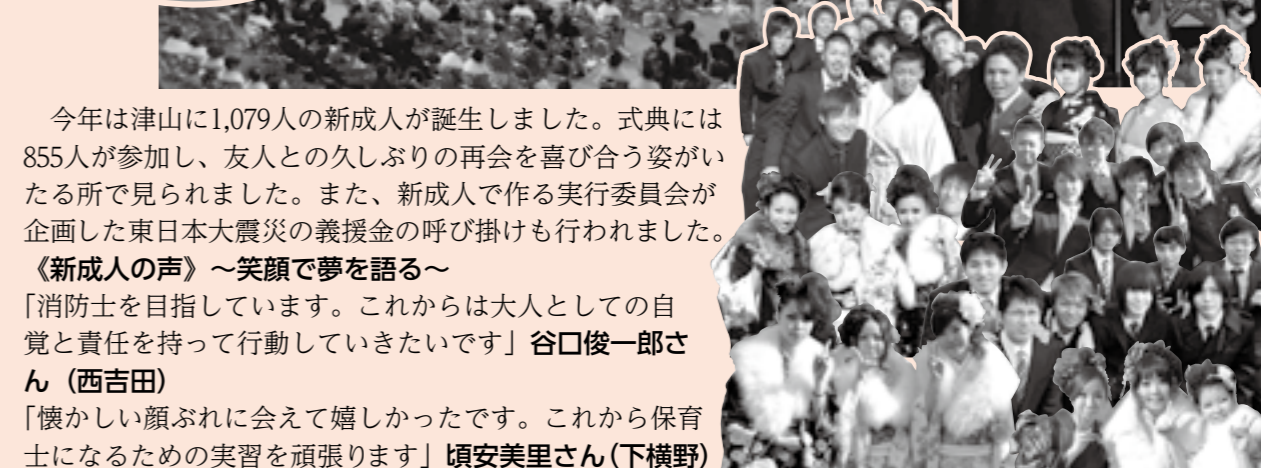 今年は津山に1,079人の新成人が誕生しました。式典には
855人が参加し、友人との久しぶりの再会を喜び合う姿がい
たる所で見られました。また、新成人で作る実行委員会が
企画した東日本大震災の義援金の呼び掛けも行われました。
《新成人の声》～笑顔で夢を語る～
「消防士を目指しています。これからは大人としての自
覚と責任を持って行動していきたいです」谷口俊一郎さ
ん（西吉田）
「懐かしい顔ぶれに会えて嬉しかったです。これから保育
士になるための実習を頑張ります」頃安美里さん（下横野）